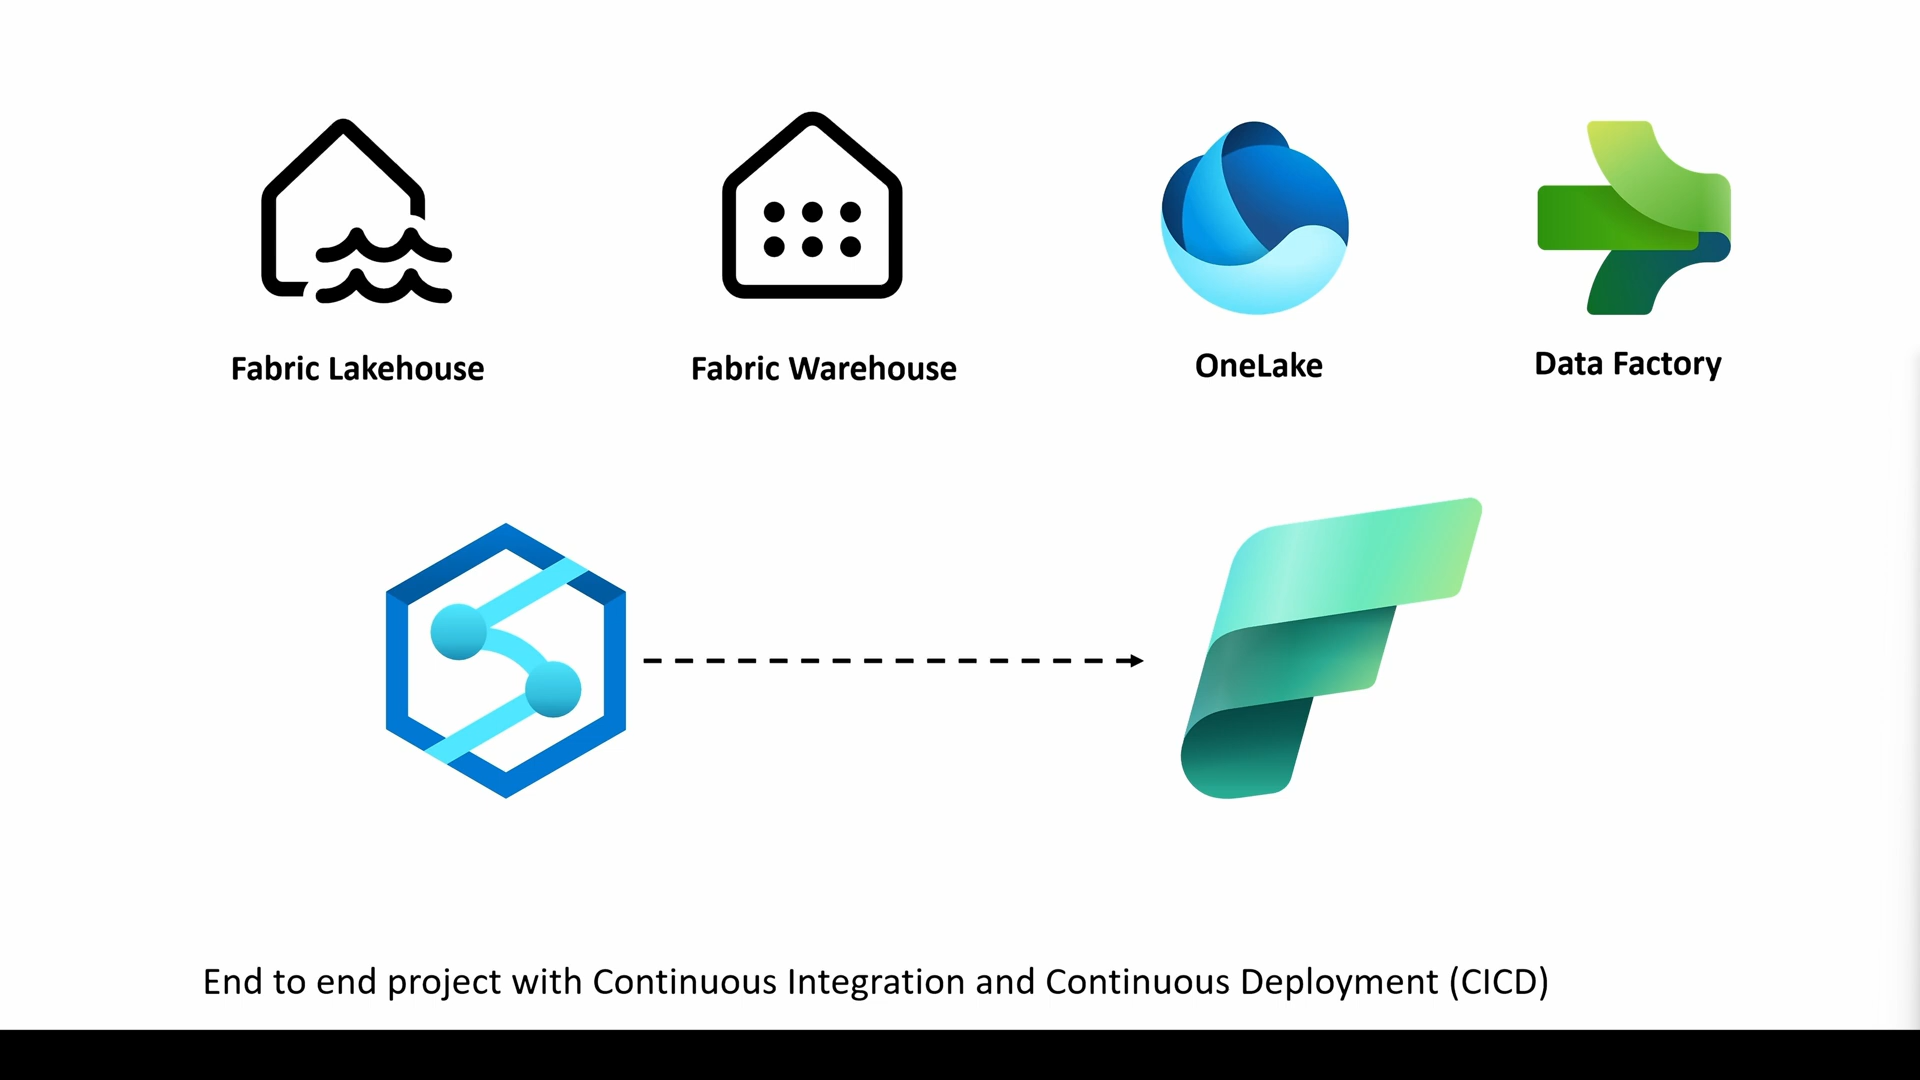 Fabric Lakehouse
Fabric Warehouse
OneLake
Data Factory
End to end project with Continuous Integration and Continuous Deployment (CICD)